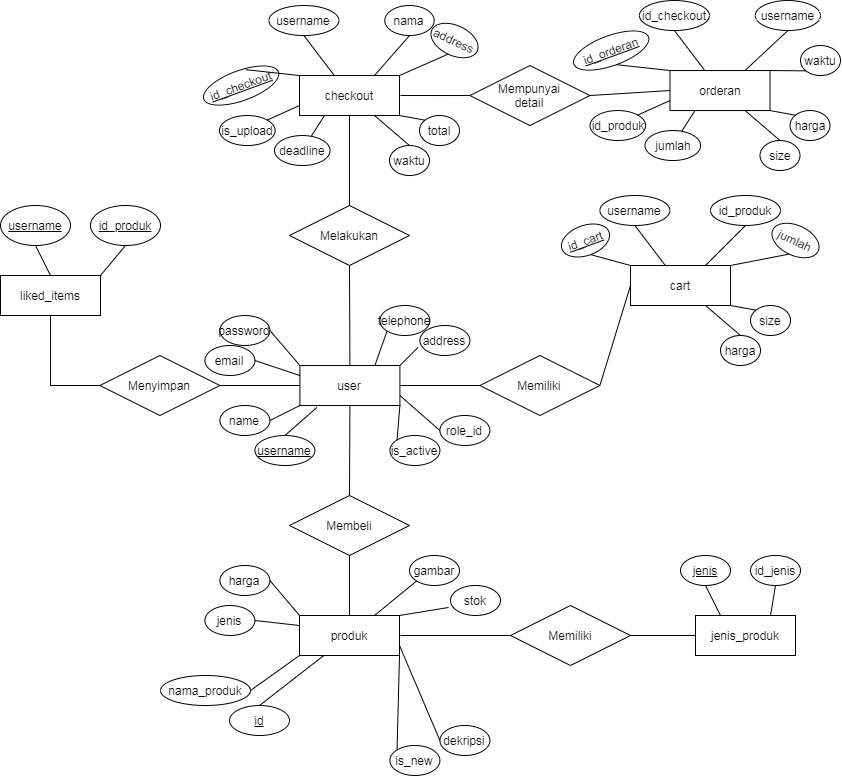 username
nama
address
id_checkout
checkout
is_upload
deadline
waktu
total
Mempunyai
detail
id_checkout
username
id_orderan
waktu
orderan
id_produk
jumlah
size
harga
Melakukan
username
id_produk
liked_items
username
id_produk
id_cart
jumlah
cart
size
harga
password
email
telephone
address
Menyimpan
user
Memiliki
name
username
is_active
role_id
Membeli
harga
gambar
jenis
stok
produk
Memiliki
jenis
id_jenis
jenis_produk
nama_produk
id
is_new
dekripsi